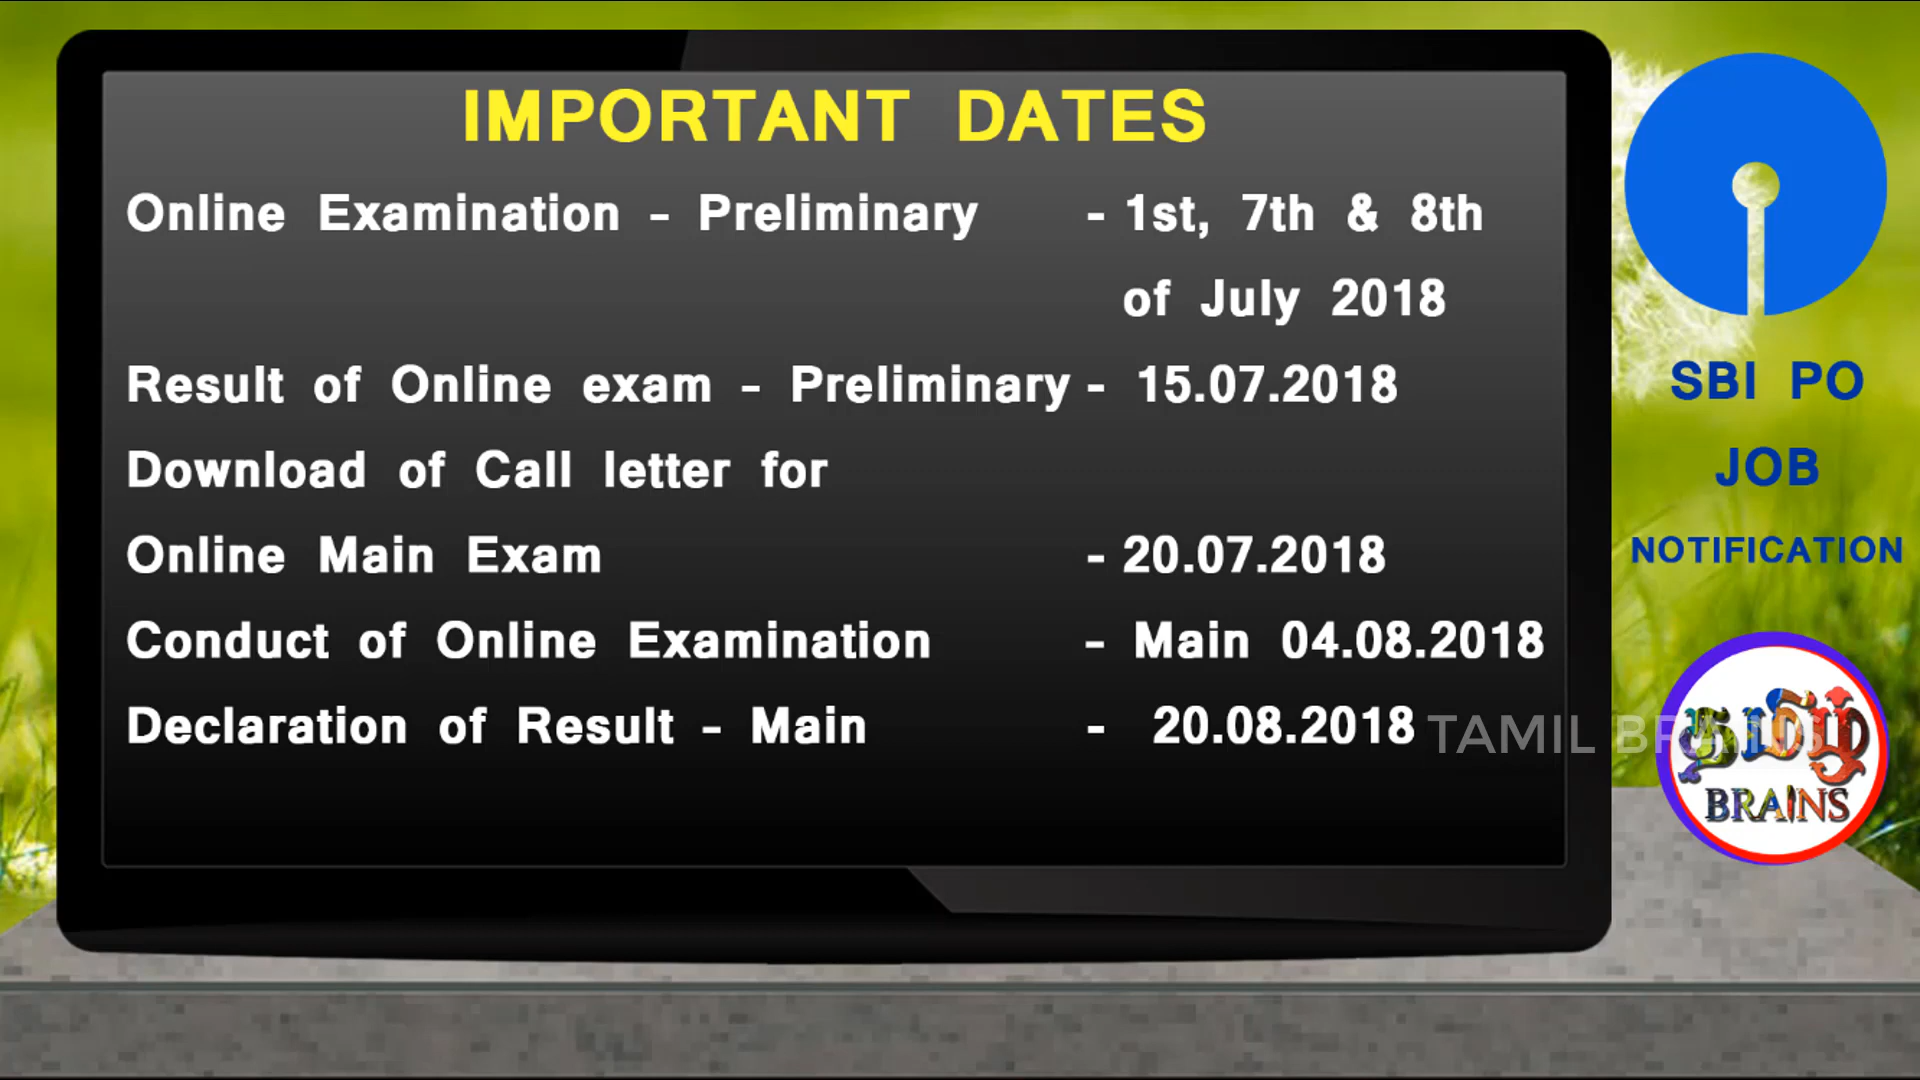 IMPORTANT DATES
Online Examination - Preliminary - 1st, 7th & 8th
of July 2018
Result of Online exam - Preliminary - 15.07.2018
Download of Call letter for
Online Main Exam - 20.07.2018
Conduct of Online Examination - Main 04.08.2018
Declaration of Result - Main - 20.08.2018
SBI PO
JOB
NOTIFICATION
TAMIL BRAINS
தமிழ்
BRAINS